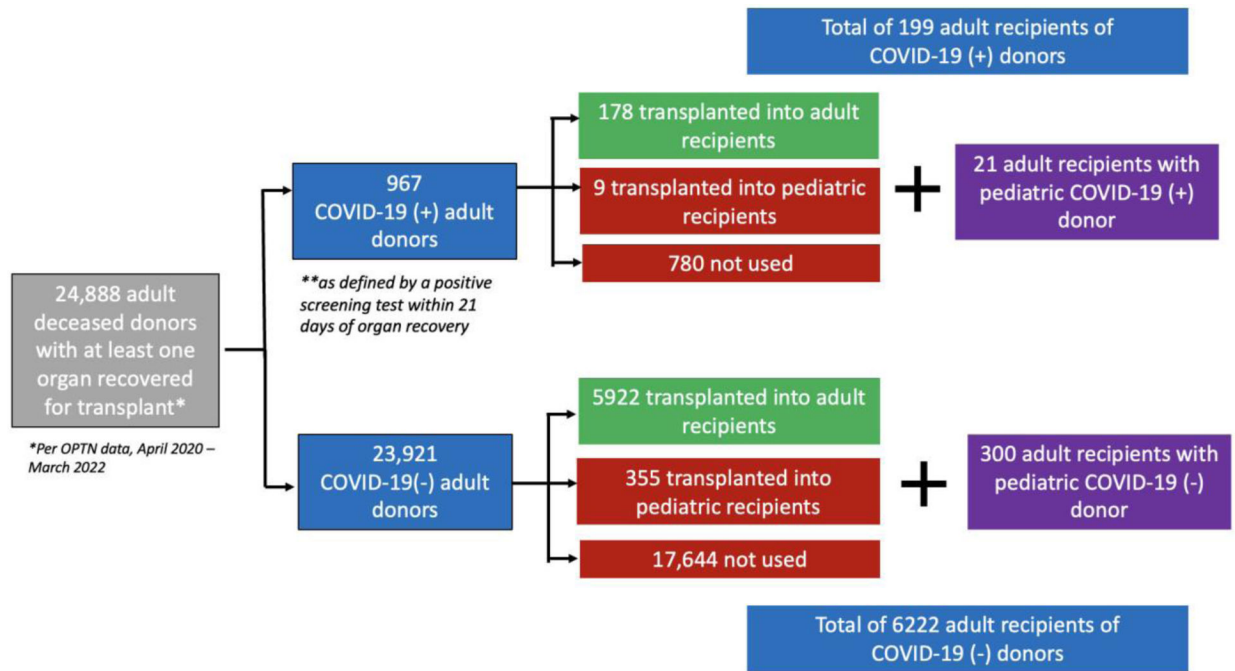 Total of 199 adult recipients of
COVID-19 (+) donors
178 transplanted into adult
recipients
967
COVID-19 (+) adult
donors
9 transplanted into pediatric
recipients
21 adult recipients with
pediatric COVID-19 (+)
donor
780 not used
**as defined by a positive
screening test within 21
days of organ recovery
24,888 adult
deceased donors
with at least one
organ recovered
for transplant*
*Per OPTN data, April 2020 –
March 2022
5922 transplanted into adult
recipients
23,921
COVID-19(-) adult
donors
355 transplanted into
pediatric recipients
300 adult recipients with
pediatric COVID-19 (-)
donor
17,644 not used
Total of 6222 adult recipients of
COVID-19 (-) donors